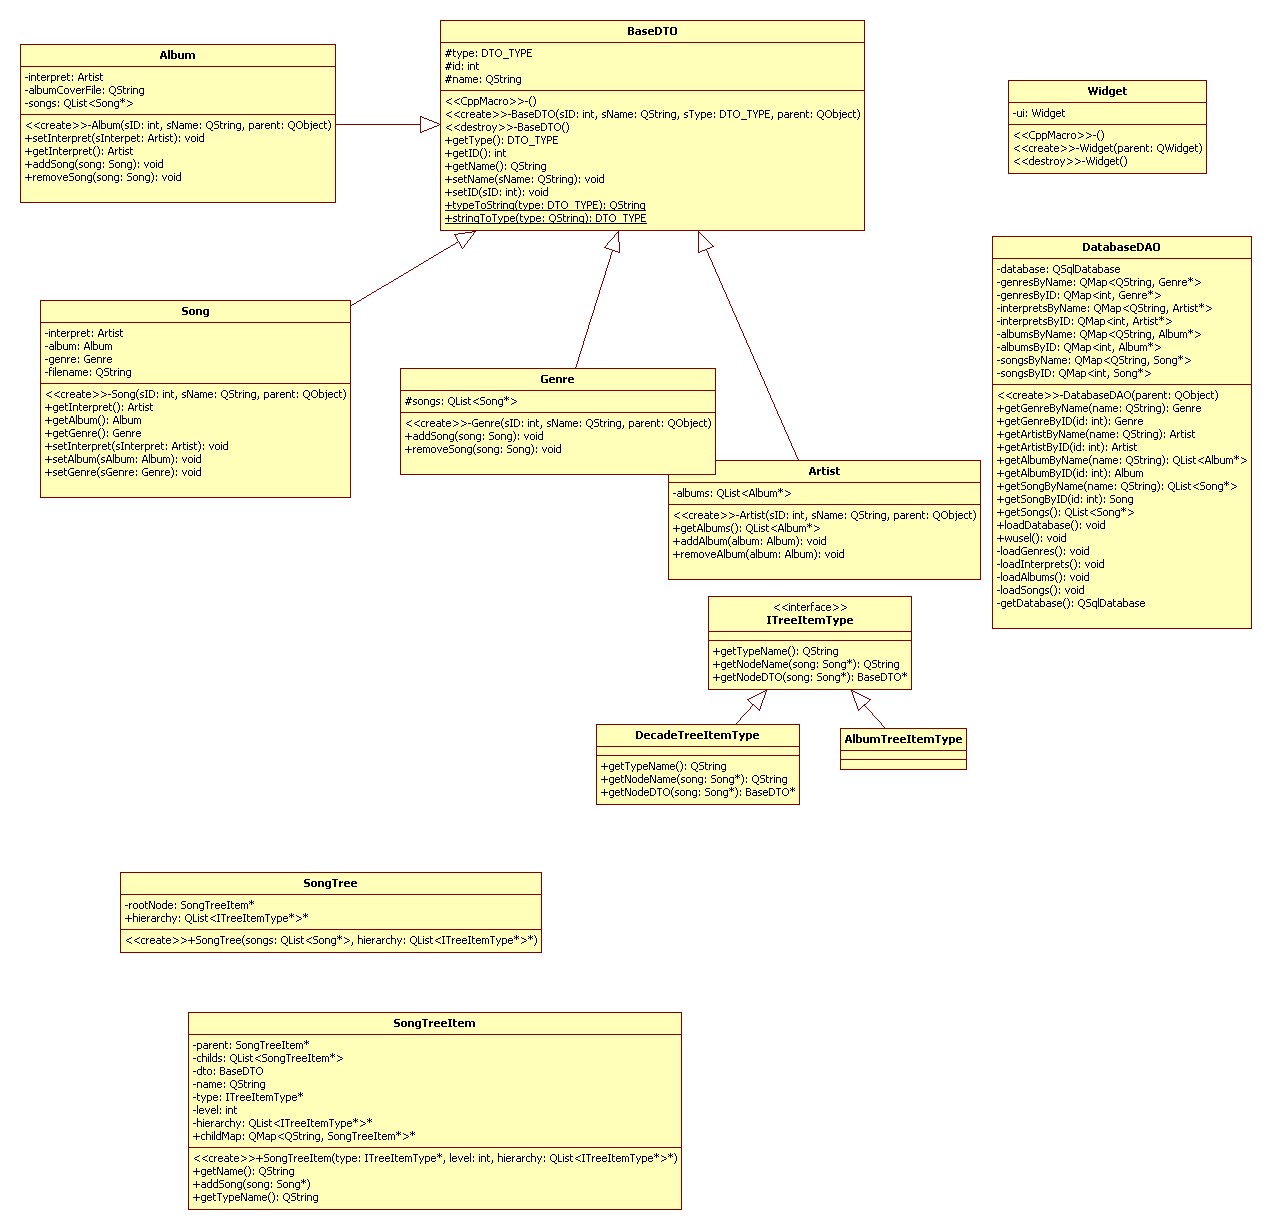 Album
-interpret: Artist
-albumCoverFile: QString
-songs: QList<Song*>
<<create>>-Album(sID: int, sName: QString, parent: QObject)
+setInterpret(sInterpet: Artist): void
+getInterpret(): Artist
+addSong(song: Song): void
+removeSong(song: Song): void
BaseDTO
#type: DTO_TYPE
#id: int
#name: QString
<<CppMacro>>-()
<<create>>-BaseDTO(sID: int, sName: QString, sType: DTO_TYPE, parent: QObject)
<<destroy>>-BaseDTO()
+getType(): DTO_TYPE
+getID(): int
+getName(): QString
+setName(sName: QString): void
+setID(sID: int): void
+typeToString(type: DTO_TYPE): QString
+stringToType(type: QString): DTO_TYPE
Widget
-ui: Widget
<<CppMacro>>-()
<<create>>-Widget(parent: QWidget)
<<destroy>>-Widget()
DatabaseDAO
-database: QSqlDatabase
-genresByName: QMap<QString, Genre*>
-genresByID: QMap<int, Genre*>
-interpretsByName: QMap<QString, Artist*>
-interpretsByID: QMap<int, Artist*>
-albumsByName: QMap<QString, Album*>
-albumsByID: QMap<int, Album*>
-songsByName: QMap<QString, Song*>
-songsByID: QMap<int, Song*>
<<create>>-DatabaseDAO(parent: QObject)
+getGenreByName(name: QString): Genre
+getGenreByID(id: int): Genre
+getArtistByName(name: QString): Artist
+getArtistByID(id: int): Artist
+getAlbumByName(name: QString): QList<Album*>
+getAlbumByID(id: int): Album
+getSongByName(name: QString): QList<Song*>
+getSongByID(id: int): Song
+getSongs(): QList<Song*>
+loadDatabase(): void
+wusel(): void
-loadGenres(): void
-loadInterprets(): void
-loadAlbums(): void
-loadSongs(): void
-getDatabase(): QSqlDatabase
Song
-interpret: Artist
-album: Album
-genre: Genre
-filename: QString
<<create>>-Song(sID: int, sName: QString, parent: QObject)
+getInterpret(): Artist
+getAlbum(): Album
+getGenre(): Genre
+setInterpret(sInterpret: Artist): void
+setAlbum(sAlbum: Album): void
+setGenre(sGenre: Genre): void
Genre
#songs: QList<Song*>
<<create>>-Genre(sID: int, sName: QString, parent: QObject)
+addSong(song: Song): void
+removeSong(song: Song): void
Artist
-albums: QList<Album*>
<<create>>-Artist(sID: int, sName: QString, parent: QObject)
+getAlbums(): QList<Album*>
+addAlbum(album: Album): void
+removeAlbum(album: Album): void
<<interface>>
ITreeItemType
+getTypeName(): QString
+getNodeName(song: Song*): QString
+getNodeDTO(song: Song*): BaseDTO*
DecadeTreeItemType
+getTypeName(): QString
+getNodeName(song: Song*): QString
+getNodeDTO(song: Song*): BaseDTO*
AlbumTreeItemType
SongTree
-rootNode: SongTreeItem*
+hierarchy: QList<ITreeItemType*>*
<<create>>+SongTree(songs: QList<Song*>, hierarchy: QList<ITreeItemType*>*)
SongTreeItem
-parent: SongTreeItem*
-childs: QList<SongTreeItem*>
-dto: BaseDTO
-name: QString
-type: ITreeItemType*
-level: int
-hierarchy: QList<ITreeItemType*>*
+childMap: QMap<QString, SongTreeItem*>*
<<create>>+SongTreeItem(type: ITreeItemType*, level: int, hierarchy: QList<ITreeItemType*>*)
+getName(): QString
+addSong(song: Song*)
+getTypeName(): QString